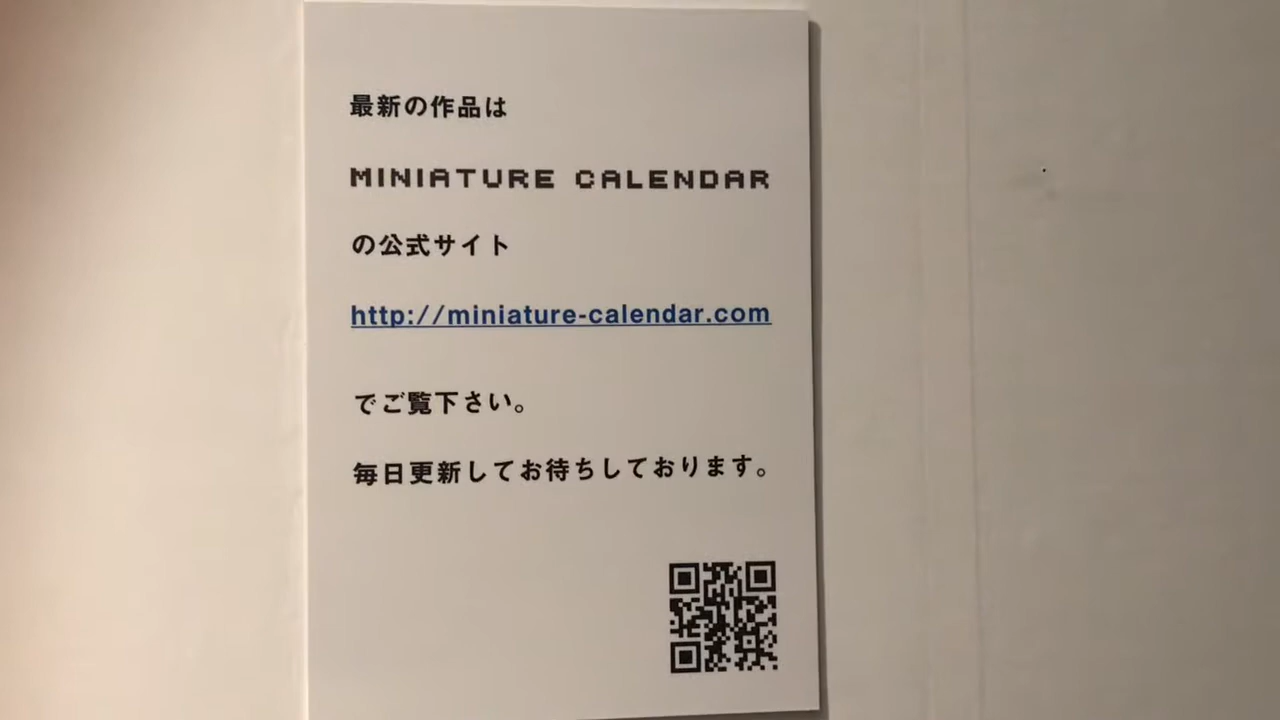 最新の作品は
MINIATURE CALENDAR
の公式サイト
http://miniature-calendar.com
でご覧下さい。
毎日更新してお待ちしております。